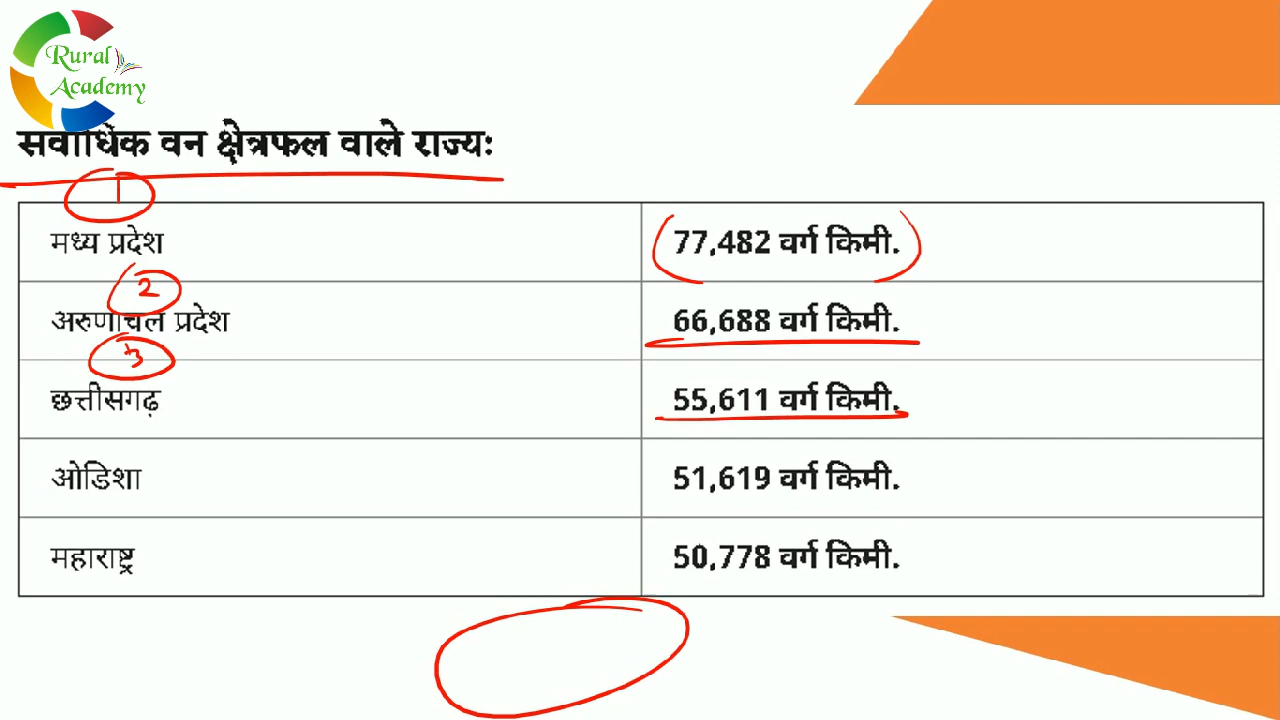 Rural
Academy
सर्वाधिक वन क्षेत्रफल वाले राज्यः
1
मध्य प्रदेश 77,482 वर्ग किमी.
2
अरुणाचल प्रदेश 66,688 वर्ग किमी.
3
छत्तीसगढ़ 55,611 वर्ग किमी.
ओडिशा 51,619 वर्ग किमी.
महाराष्ट्र 50,778 वर्ग किमी.